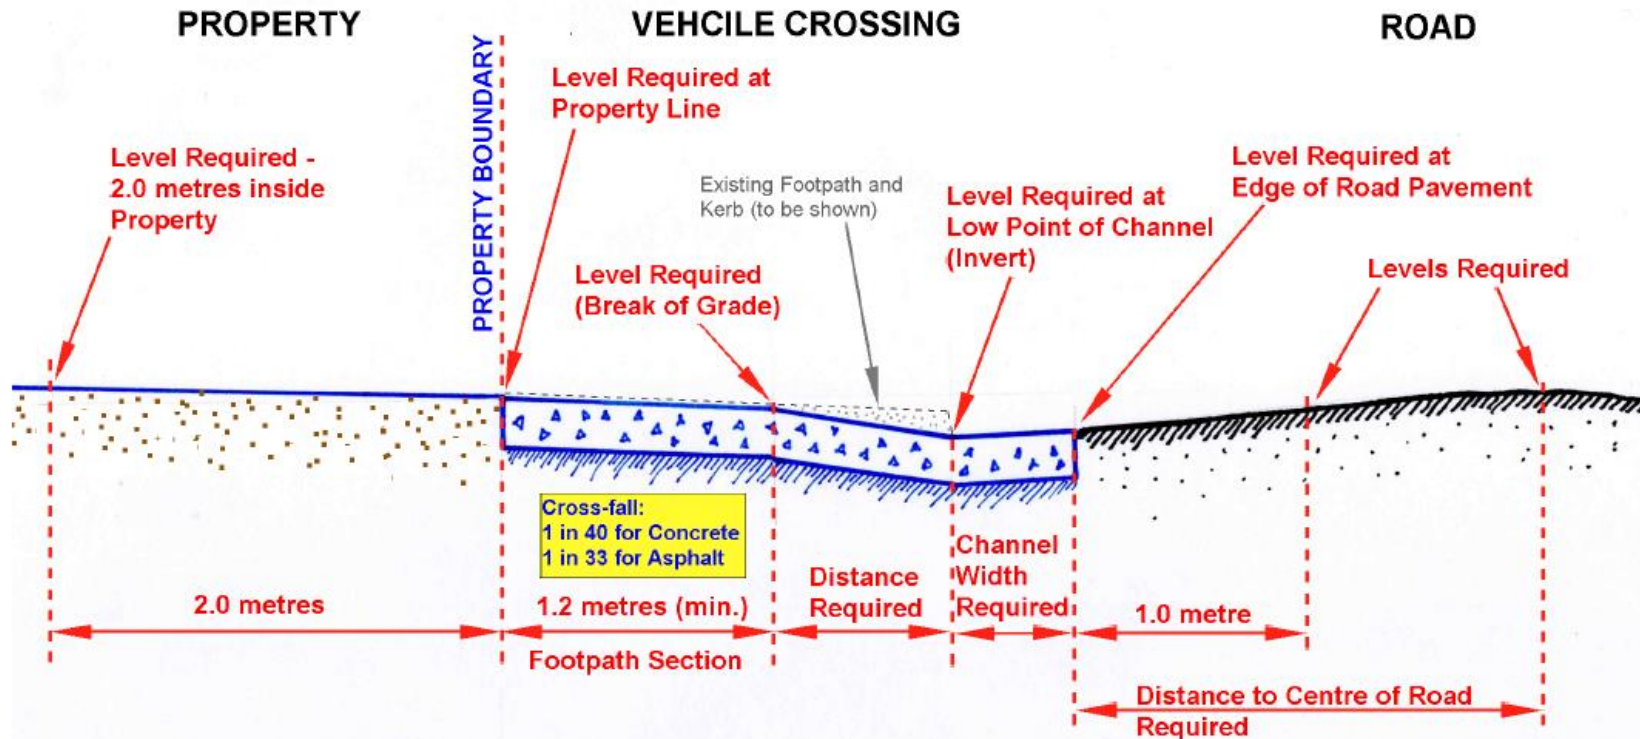 PROPERTY
VEHCILE CROSSING
ROAD
PROPERTY BOUNDARY
Level Required at
Property Line
Level Required -
2.0 metres inside
Property
Existing Footpath and
Kerb (to be shown)
Level Required at
Low Point of Channel
(Invert)
Level Required at
Edge of Road Pavement
Level Required
(Break of Grade)
Levels Required
Cross-fall:
1 in 40 for Concrete
1 in 33 for Asphalt
2.0 metres
1.2 metres (min.)
Footpath Section
Distance
Required
Channel
Width
Required
1.0 metre
Distance to Centre of Road
Required